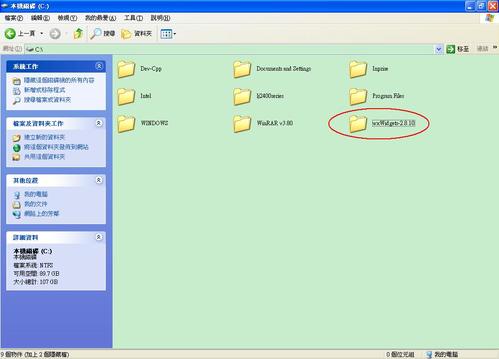 本機磁碟 (C:)
檔案(F) 編輯(E) 檢視(V) 我的最愛(A) 工具(T) 說明(H)
上一頁 搜尋 資料夾
網址(D) C:\ 移至 連結 »
系統工作
隱藏這個磁碟機的所有內容
新增或移除程式
搜尋檔案或資料夾
檔案及資料夾工作
建立新的資料夾
將這個資料夾發佈到網站
共用這個資料夾
其他位置
我的電腦
我的文件
網路上的芳鄰
詳細資料
本機磁碟 (C:)
本機磁碟
檔案系統: NTFS
可用空間: 89.7 GB
大小總計: 107 GB
Dev-Cpp Documents and Settings Inprise
Intel lj2400series Program Files
WINDOWS WinRAR v3.80 wxWidgets-2.8.10
9 個物件 (加上 2 個隱藏檔) 0 個位元組 我的電腦